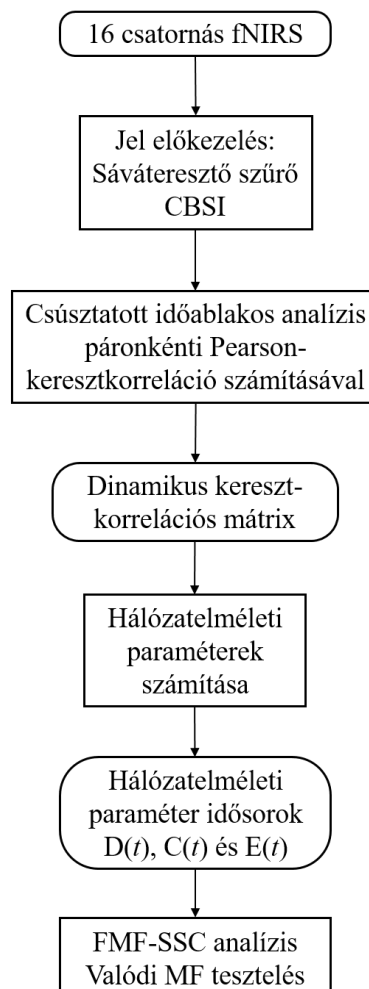 16 csatornás fNIRS
Jel előkezelés:
Sáváteresztő szűrő
CBSI
Csúsztatott időablakos analízis
páronkénti Pearson-
keresztkorreláció számításával
Dinamikus kereszt-
korrelációs mátrix
Hálózatelméleti
paraméterek
számítása
Hálózatelméleti
paraméter idősorok
D(t), C(t) és E(t)
FMF-SSC analízis
Valódi MF tesztelés